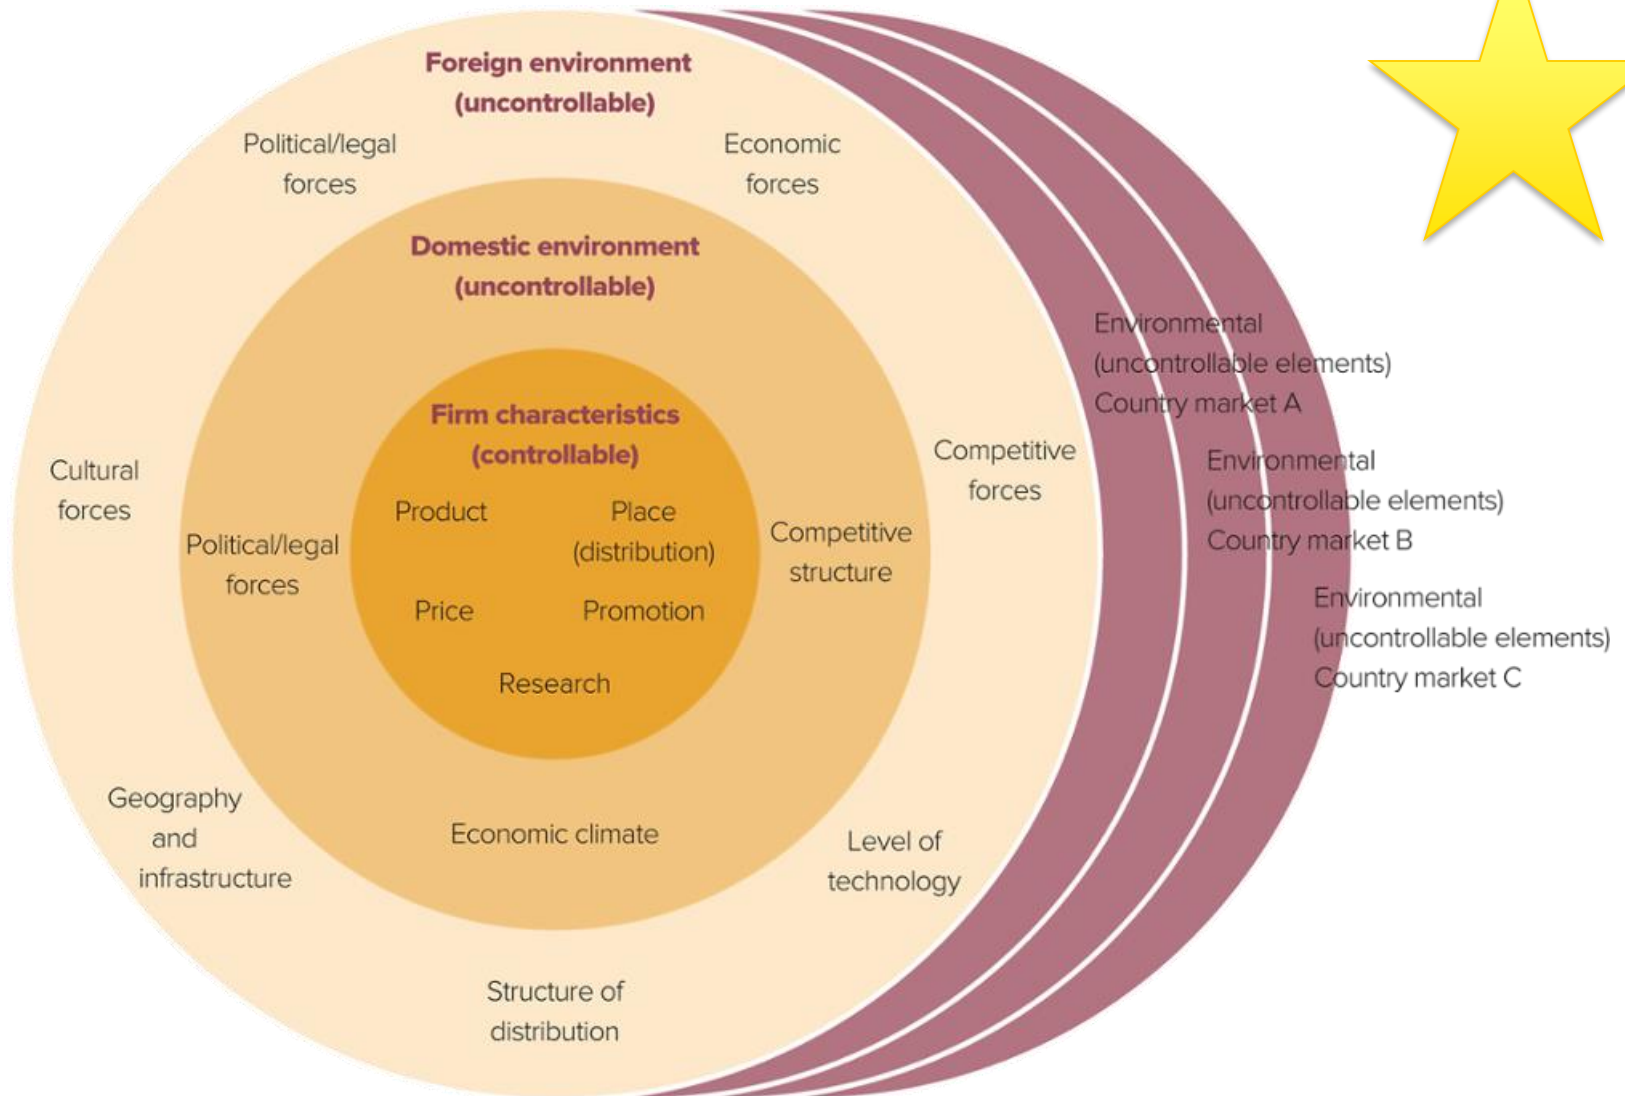 Foreign environment
(uncontrollable)
Political/legal
forces
Economic
forces
Domestic environment
(uncontrollable)
Firm characteristics
(controllable)
Cultural
forces
Political/legal
forces
Product
Place
(distribution)
Price
Promotion
Research
Competitive
structure
Competitive
forces
Geography
and
infrastructure
Economic climate
Level of
technology
Structure of
distribution
Environmental
(uncontrollable elements)
Country market A
Environmental
(uncontrollable elements)
Country market B
Environmental
(uncontrollable elements)
Country market C